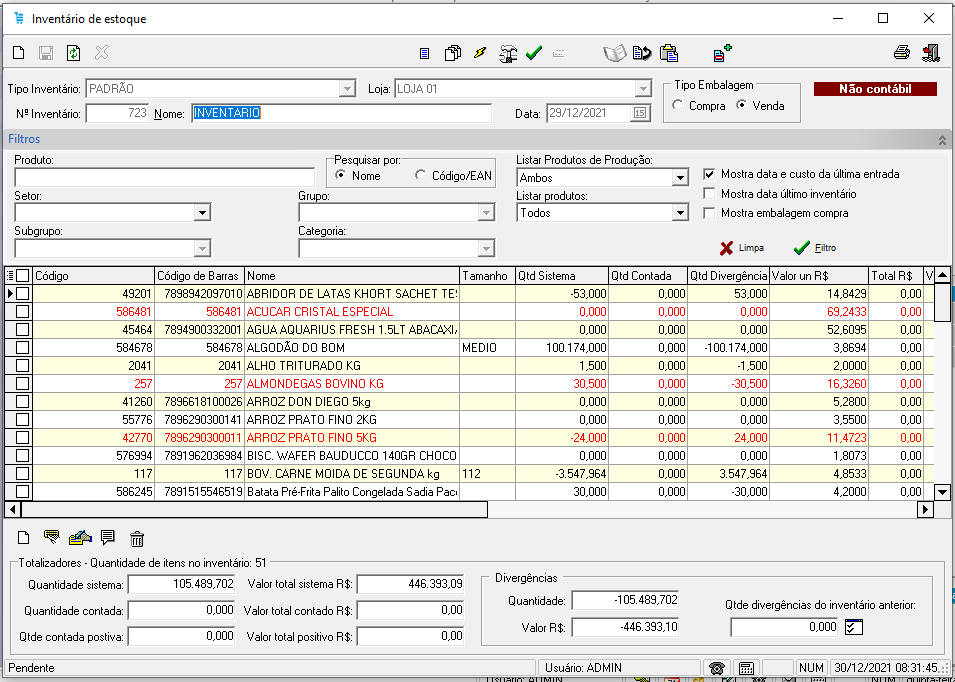 Inventário de estoque
Tipo Inventário: PADRÃO Loja: LOJA 01 Tipo Embalagem Não contábil
Nº Inventário: 723 Nome: INVENTARIO Data: 29/12/2021 15 Compra Venda
Filtros
Produto: Pesquisar por: Listar Produtos de Produção:
Nome Código/EAN Ambos Mostra data e custo da última entrada
Setor: Grupo: Listar produtos: Mostra data último inventário
Todos Mostra embalagem compra
Subgrupo: Categoria:
Limpa Filtro
Código Código de Barras Nome Tamanho Qtd Sistema Qtd Contada Qtd Divergência Valor un R$ Total R$ V
49201 7898942097010 ABRIDOR DE LATAS KHORT SACHET TES -53,000 0,000 53,000 14,8429 0,00
586481 586481 ACUCAR CRISTAL ESPECIAL 0,000 0,000 0,000 69,2433 0,00
45464 7894900332001 AGUA AQUARIUS FRESH 1.5LT ABACAXI 0,000 0,000 0,000 52,6095 0,00
584678 584678 ALGODÃO DO BOM MEDIO 100.174,000 0,000 -100.174,000 3,8694 0,00
2041 2041 ALHO TRITURADO KG 1,500 0,000 -1,500 2,0000 0,00
257 257 ALMONDEGAS BOVINO KG 30,500 0,000 -30,500 16,3260 0,00
41260 7896618100026 ARROZ DON DIEGO 5kg 0,000 0,000 0,000 5,2800 0,00
55776 7896290300141 ARROZ PRATO FINO 2KG 0,000 0,000 0,000 3,5500 0,00
42770 7896290300011 ARROZ PRATO FINO 5KG -24,000 0,000 24,000 11,4723 0,00
576994 7891962036984 BISC. WAFER BAUDUCCO 140GR CHOCO 0,000 0,000 0,000 1,8073 0,00
117 117 BOV. CARNE MOIDA DE SEGUNDA kg 112 -3.547,964 0,000 3.547,964 4,8533 0,00
586245 7891515546519 Batata Pré-Frita Palito Congelada Sadia Paco 30,000 0,000 -30,000 4,2000 0,00
Totalizadores - Quantidade de itens no inventário: 51
Quantidade sistema: 105.489,702 Valor total sistema R$: 446.393,09 Divergências
Quantidade contada: 0,000 Valor total contado R$: 0,00 Quantidade: -105.489,702 Qtde divergências do inventário anterior:
Qtde contada postiva: 0,000 Valor total positivo R$: 0,00 Valor R$: -446.393,10 0,000
Pendente Usuário: ADMIN NUM 30/12/2021 08:31:45
Usuário: ADMIN NUM quinta-feira